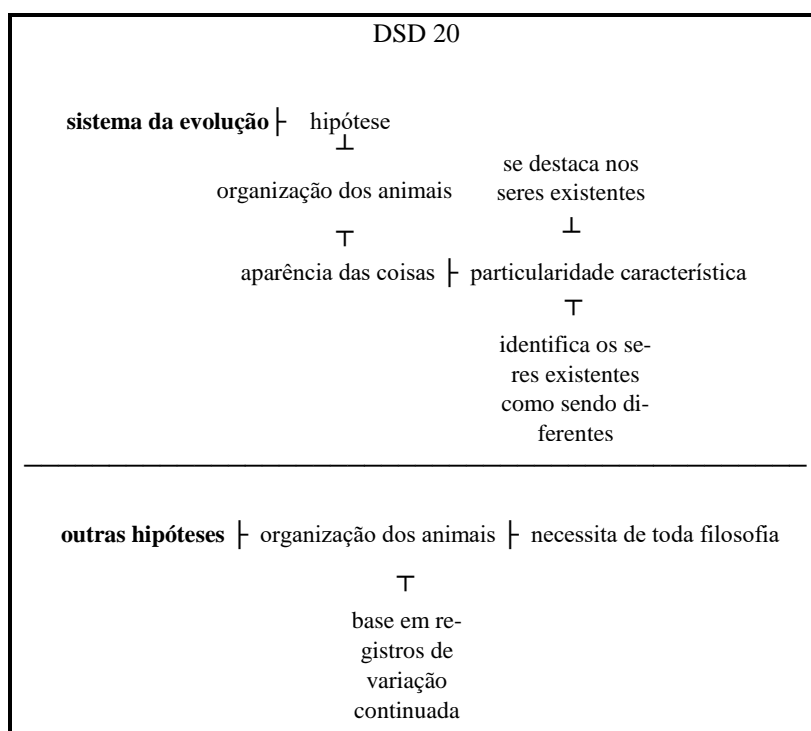 DSD 20
sistema da evolução ├ hipótese
┴
se destaca nos
seres existentes
organização dos animais
┬ ┴
aparência das coisas ├ particularidade característica
┬
identifica os se-
res existentes
como sendo di-
ferentes
outras hipóteses ├ organização dos animais ├ necessita de toda filosofia
┬
base em re-
gistros de
variação
continuada